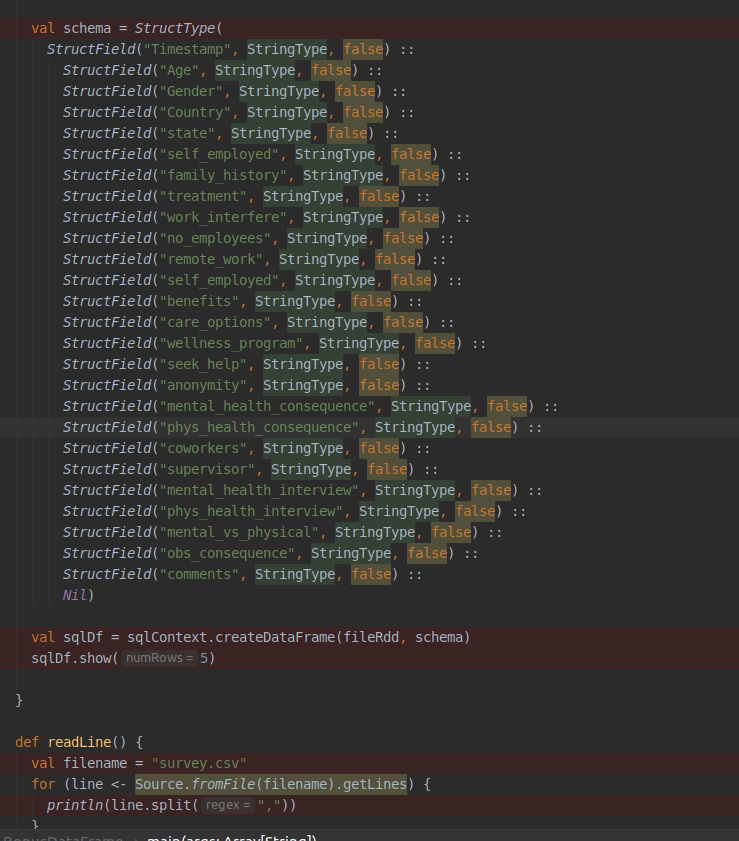 val schema = StructType(
StructField("Timestamp", StringType, false) ::
StructField("Age", StringType, false) ::
StructField("Gender", StringType, false) ::
StructField("Country", StringType, false) ::
StructField("state", StringType, false) ::
StructField("self_employed", StringType, false) ::
StructField("family_history", StringType, false) ::
StructField("treatment", StringType, false) ::
StructField("work_interfere", StringType, false) ::
StructField("no_employees", StringType, false) ::
StructField("remote_work", StringType, false) ::
StructField("self_employed", StringType, false) ::
StructField("benefits", StringType, false) ::
StructField("care_options", StringType, false) ::
StructField("wellness_program", StringType, false) ::
StructField("seek_help", StringType, false) ::
StructField("anonymity", StringType, false) ::
StructField("mental_health_consequence", StringType, false) ::
StructField("phys_health_consequence", StringType, false) ::
StructField("coworkers", StringType, false) ::
StructField("supervisor", StringType, false) ::
StructField("mental_health_interview", StringType, false) ::
StructField("phys_health_interview", StringType, false) ::
StructField("mental_vs_physical", StringType, false) ::
StructField("obs_consequence", StringType, false) ::
StructField("comments", StringType, false) ::
Nil)
val sqlDf = sqlContext.createDataFrame(fileRdd, schema)
sqlDf.show( numRows = 5)
}
def readLine() {
val filename = "survey.csv"
for (line <- Source.fromFile(filename).getLines) {
println(line.split( regex = ","))
}
BonusDataFrame main(args: Array[String])